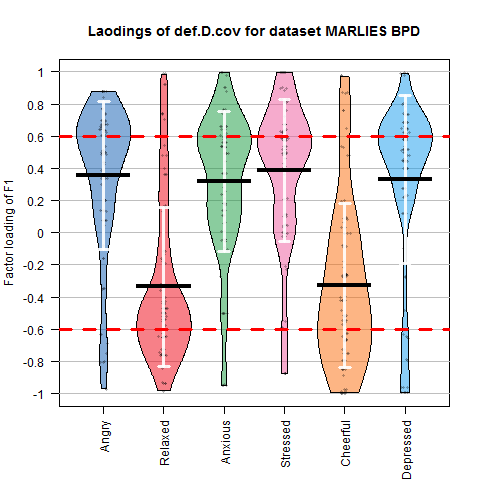 Laodings of def.D.cov for dataset MARLIES BPD
Factor loading of F1
1
0.8
0.6
0.4
0.2
0
-0.2
-0.4
-0.6
-0.8
-1
Angry
Relaxed
Anxious
Stressed
Cheerful
Depressed